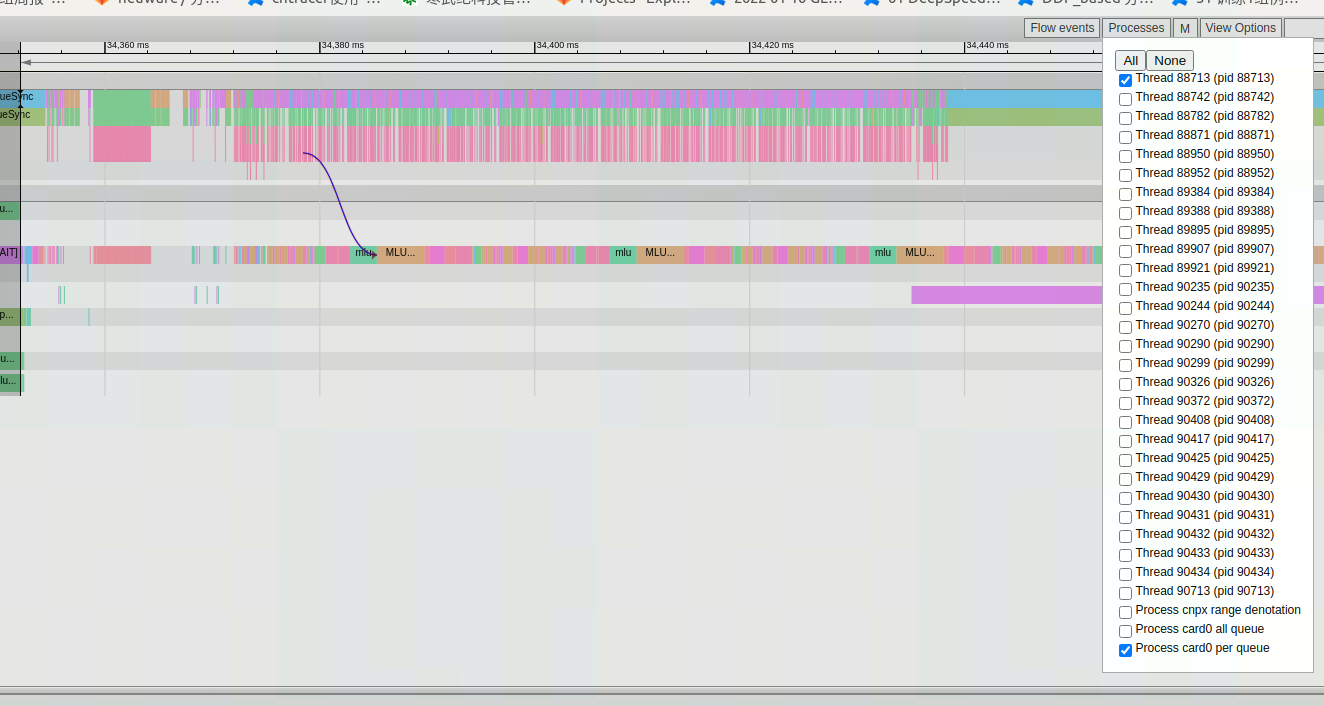 Flow events Processes M View Options
34,360 ms 34,380 ms 34,400 ms 34,420 ms 34,440 ms
All None
Thread 88713 (pid 88713)
Thread 88742 (pid 88742)
Thread 88782 (pid 88782)
Thread 88871 (pid 88871)
Thread 88950 (pid 88950)
Thread 88952 (pid 88952)
Thread 89384 (pid 89384)
Thread 89388 (pid 89388)
Thread 89895 (pid 89895)
Thread 89907 (pid 89907)
Thread 89921 (pid 89921)
Thread 90235 (pid 90235)
Thread 90244 (pid 90244)
Thread 90270 (pid 90270)
Thread 90290 (pid 90290)
Thread 90299 (pid 90299)
Thread 90326 (pid 90326)
Thread 90372 (pid 90372)
Thread 90408 (pid 90408)
Thread 90417 (pid 90417)
Thread 90425 (pid 90425)
Thread 90429 (pid 90429)
Thread 90430 (pid 90430)
Thread 90431 (pid 90431)
Thread 90432 (pid 90432)
Thread 90433 (pid 90433)
Thread 90434 (pid 90434)
Thread 90713 (pid 90713)
Process cnpx range denotation
Process card0 all queue
Process card0 per queue
ueSync
ueSync
u...
AIT] mlu MLU... mlu MLU... mlu MLU...
p...
u...
lu...